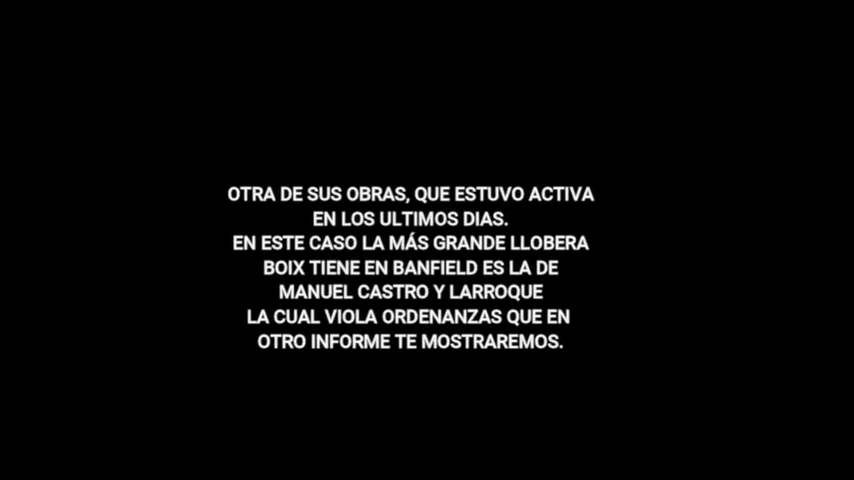 OTRA DE SUS OBRAS, QUE ESTUVO ACTIVA
EN LOS ULTIMOS DIAS.
EN ESTE CASO LA MÁS GRANDE LLOBERA
BOIX TIENE EN BANFIELD ES LA DE
MANUEL CASTRO Y LARROQUE
LA CUAL VIOLA ORDENANZAS QUE EN
OTRO INFORME TE MOSTRAREMOS.